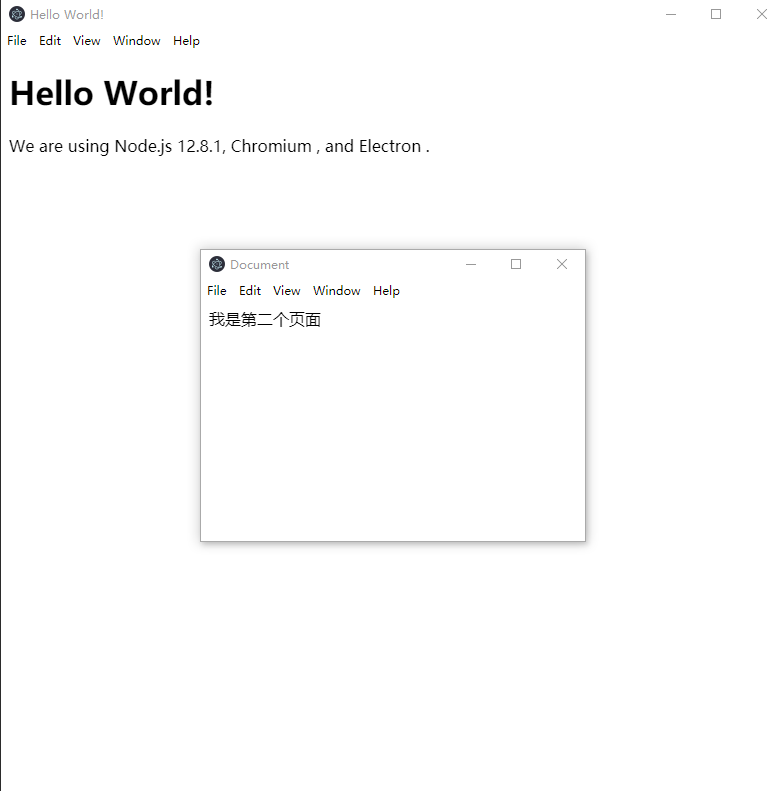 Hello World!
File Edit View Window Help
Hello World!
We are using Node.js 12.8.1, Chromium , and Electron .
Document
File Edit View Window Help
我是第二个页面